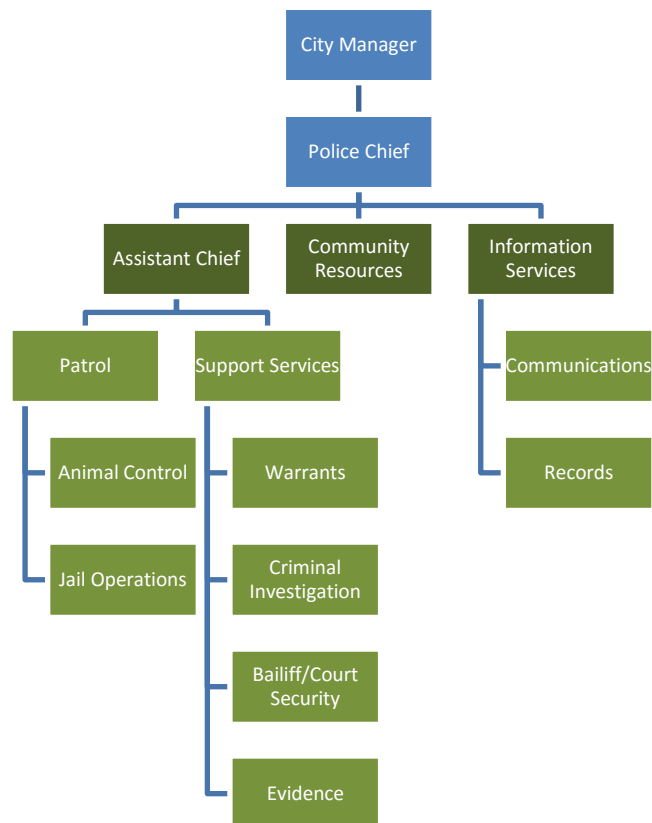 City Manager
Police Chief
Assistant Chief
Community
Resources
Information
Services
Patrol
Support Services
Communications
Animal Control
Warrants
Records
Jail Operations
Criminal
Investigation
Bailiff/Court
Security
Evidence